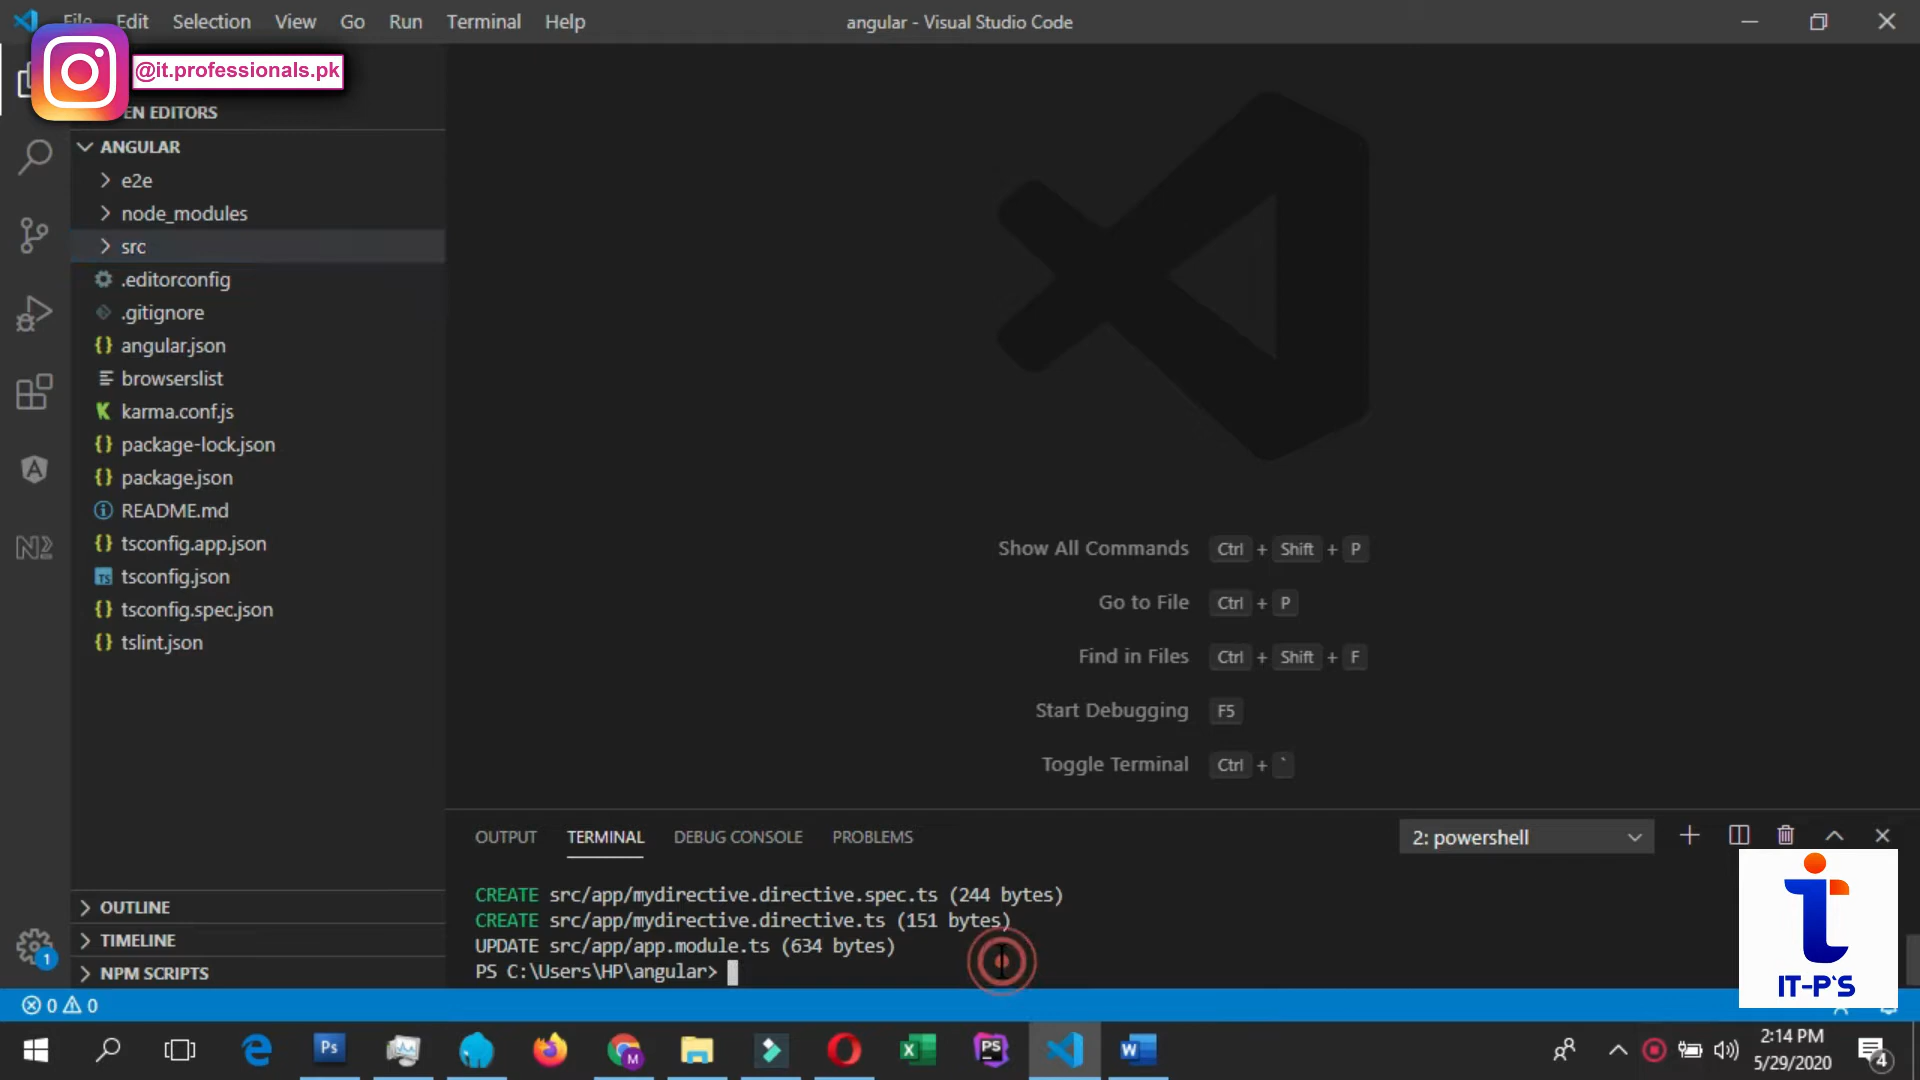 File Edit Selection View Go Run Terminal Help
angular - Visual Studio Code
@it.professionals.pk
EN EDITORS
ANGULAR
e2e
node_modules
src
.editorconfig
.gitignore
angular.json
browserslist
karma.conf.js
package-lock.json
package.json
README.md
tsconfig.app.json
tsconfig.json
tsconfig.spec.json
tslint.json
OUTLINE
TIMELINE
NPM SCRIPTS
Show All Commands Ctrl + Shift + P
Go to File Ctrl + P
Find in Files Ctrl + Shift + F
Start Debugging F5
Toggle Terminal Ctrl + `
OUTPUT TERMINAL DEBUG CONSOLE PROBLEMS
2: powershell
CREATE src/app/mydirective.directive.spec.ts (244 bytes)
CREATE src/app/mydirective.directive.ts (151 bytes)
UPDATE src/app/app.module.ts (634 bytes)
PS C:\Users\HP\angular>
IT-P'S
1
0 0
2:14 PM
5/29/2020
4